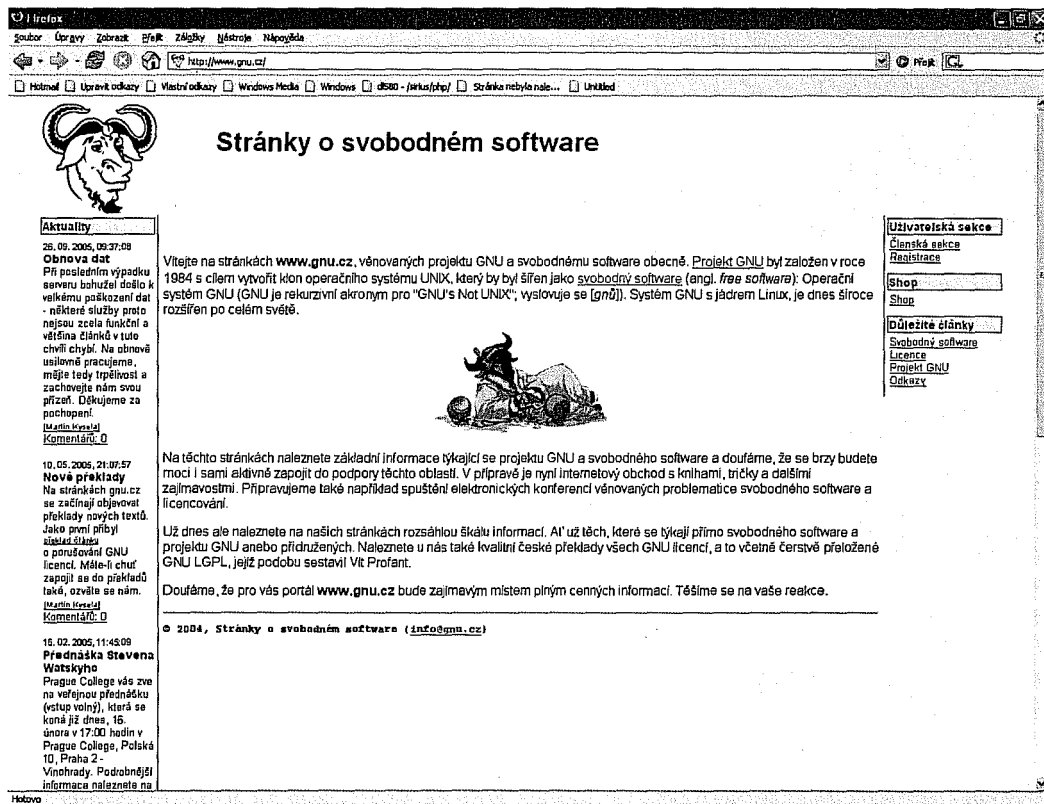 Firefox
Soubor Úpravy Zobrazit Přejít Záložky Nástroje Nápověda
http://www.gnu.cz/
Přejít
Hotmail Upravit odkazy Vlastní odkazy Windows Media Windows dl580 - /sirius/php/ Stránka nebyla nale... Untitled
Stránky o svobodném software
Aktuality
26. 09. 2005, 09:37:08
Obnova dat
Při posledním výpadku
serveru bohužel došlo k
velkému poškození dat
- některé služby proto
nejsou zcela funkční a
většina článků v tuto
chvíli chybí. Na obnově
usilovně pracujeme,
mějte tedy trpělivost a
zachovejte nám svou
přízeň. Děkujeme za
pochopení.
[Martin Kysela]
Komentářů: 0
10. 05. 2005, 21:07:57
Nové překlady
Na stránkách gnu.cz
se začínají objevovat
překlady nových textů.
Jako první přibyl
překlad článku
o porušování GNU
licencí. Máte-li chuť
zapojit se do překladů
také, ozvěte se nám.
[Martin Kysela]
Komentářů: 0
16. 02. 2005, 11:45:09
Přednáška Stevena
Watskyho
Prague College vás zve
na veřejnou přednášku
(vstup volný), která se
koná již dnes, 16.
února v 17:00 hodin v
Prague College, Polská
10, Praha 2 -
Vinohrady. Podrobnější
informace naleznete na
Vítejte na stránkách www.gnu.cz, věnovaných projektu GNU a svobodnému software obecně. Projekt GNU byl založen v roce
1984 s cílem vytvořit klon operačního systému UNIX, který by byl šířen jako svobodný software (angl. free software): Operační
systém GNU (GNU je rekurzivní akronym pro "GNU's Not UNIX"; vyslovuje se [gnů]). Systém GNU s jádrem Linux, je dnes široce
rozšířen po celém světě.
Na těchto stránkách naleznete základní informace týkající se projektu GNU a svobodného software a doufáme, že se brzy budete
moci i sami aktivně zapojit do podpory těchto oblastí. V přípravě je nyní internetový obchod s knihami, tričky a dalšími
zajímavostmi. Připravujeme také například spuštění elektronických konferencí věnovaných problematice svobodného software a
licencování.
Už dnes ale naleznete na našich stránkách rozsáhlou škálu informací. Ať už těch, které se týkají přímo svobodného software a
projektu GNU anebo přidružených. Naleznete u nás také kvalitní české překlady všech GNU licencí, a to včetně čerstvě přeložené
GNU LGPL, jejíž podobu sestavil Vít Profant.
Doufáme, že pro vás portál www.gnu.cz bude zajímavým místem plným cenných informací. Těšíme se na vaše reakce.
© 2004, Stránky o svobodném software (info@gnu.cz)
Uživatelská sekce
Členská sekce
Registrace
Shop
Shop
Důležité články
Svobodný software
Licence
Projekt GNU
Odkazy
Hotovo